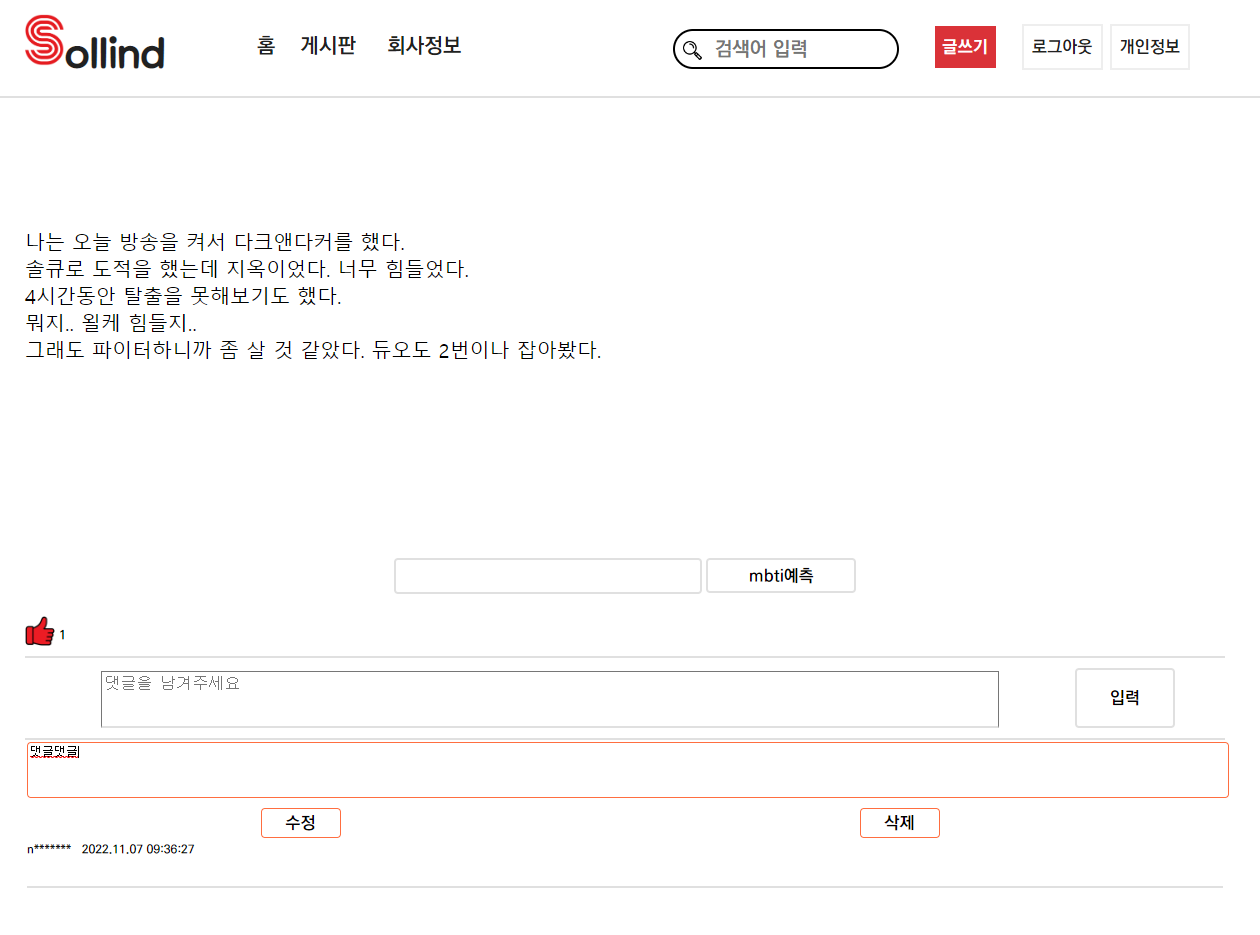 Sollind
홈 게시판 회사정보
검색어 입력
글쓰기
로그아웃
개인정보
나는 오늘 방송을 켜서 다크앤다커를 했다.
솔큐로 도적을 했는데 지옥이었다. 너무 힘들었다.
4시간동안 탈출을 못해보기도 했다.
뭐지.. 욀케 힘들지..
그래도 파이터하니까 좀 살 것 같았다. 듀오도 2번이나 잡아봤다.
mbti예측
1
댓글을 남겨주세요
입력
댓글댓글
수정
삭제
n******* 2022.11.07 09:36:27